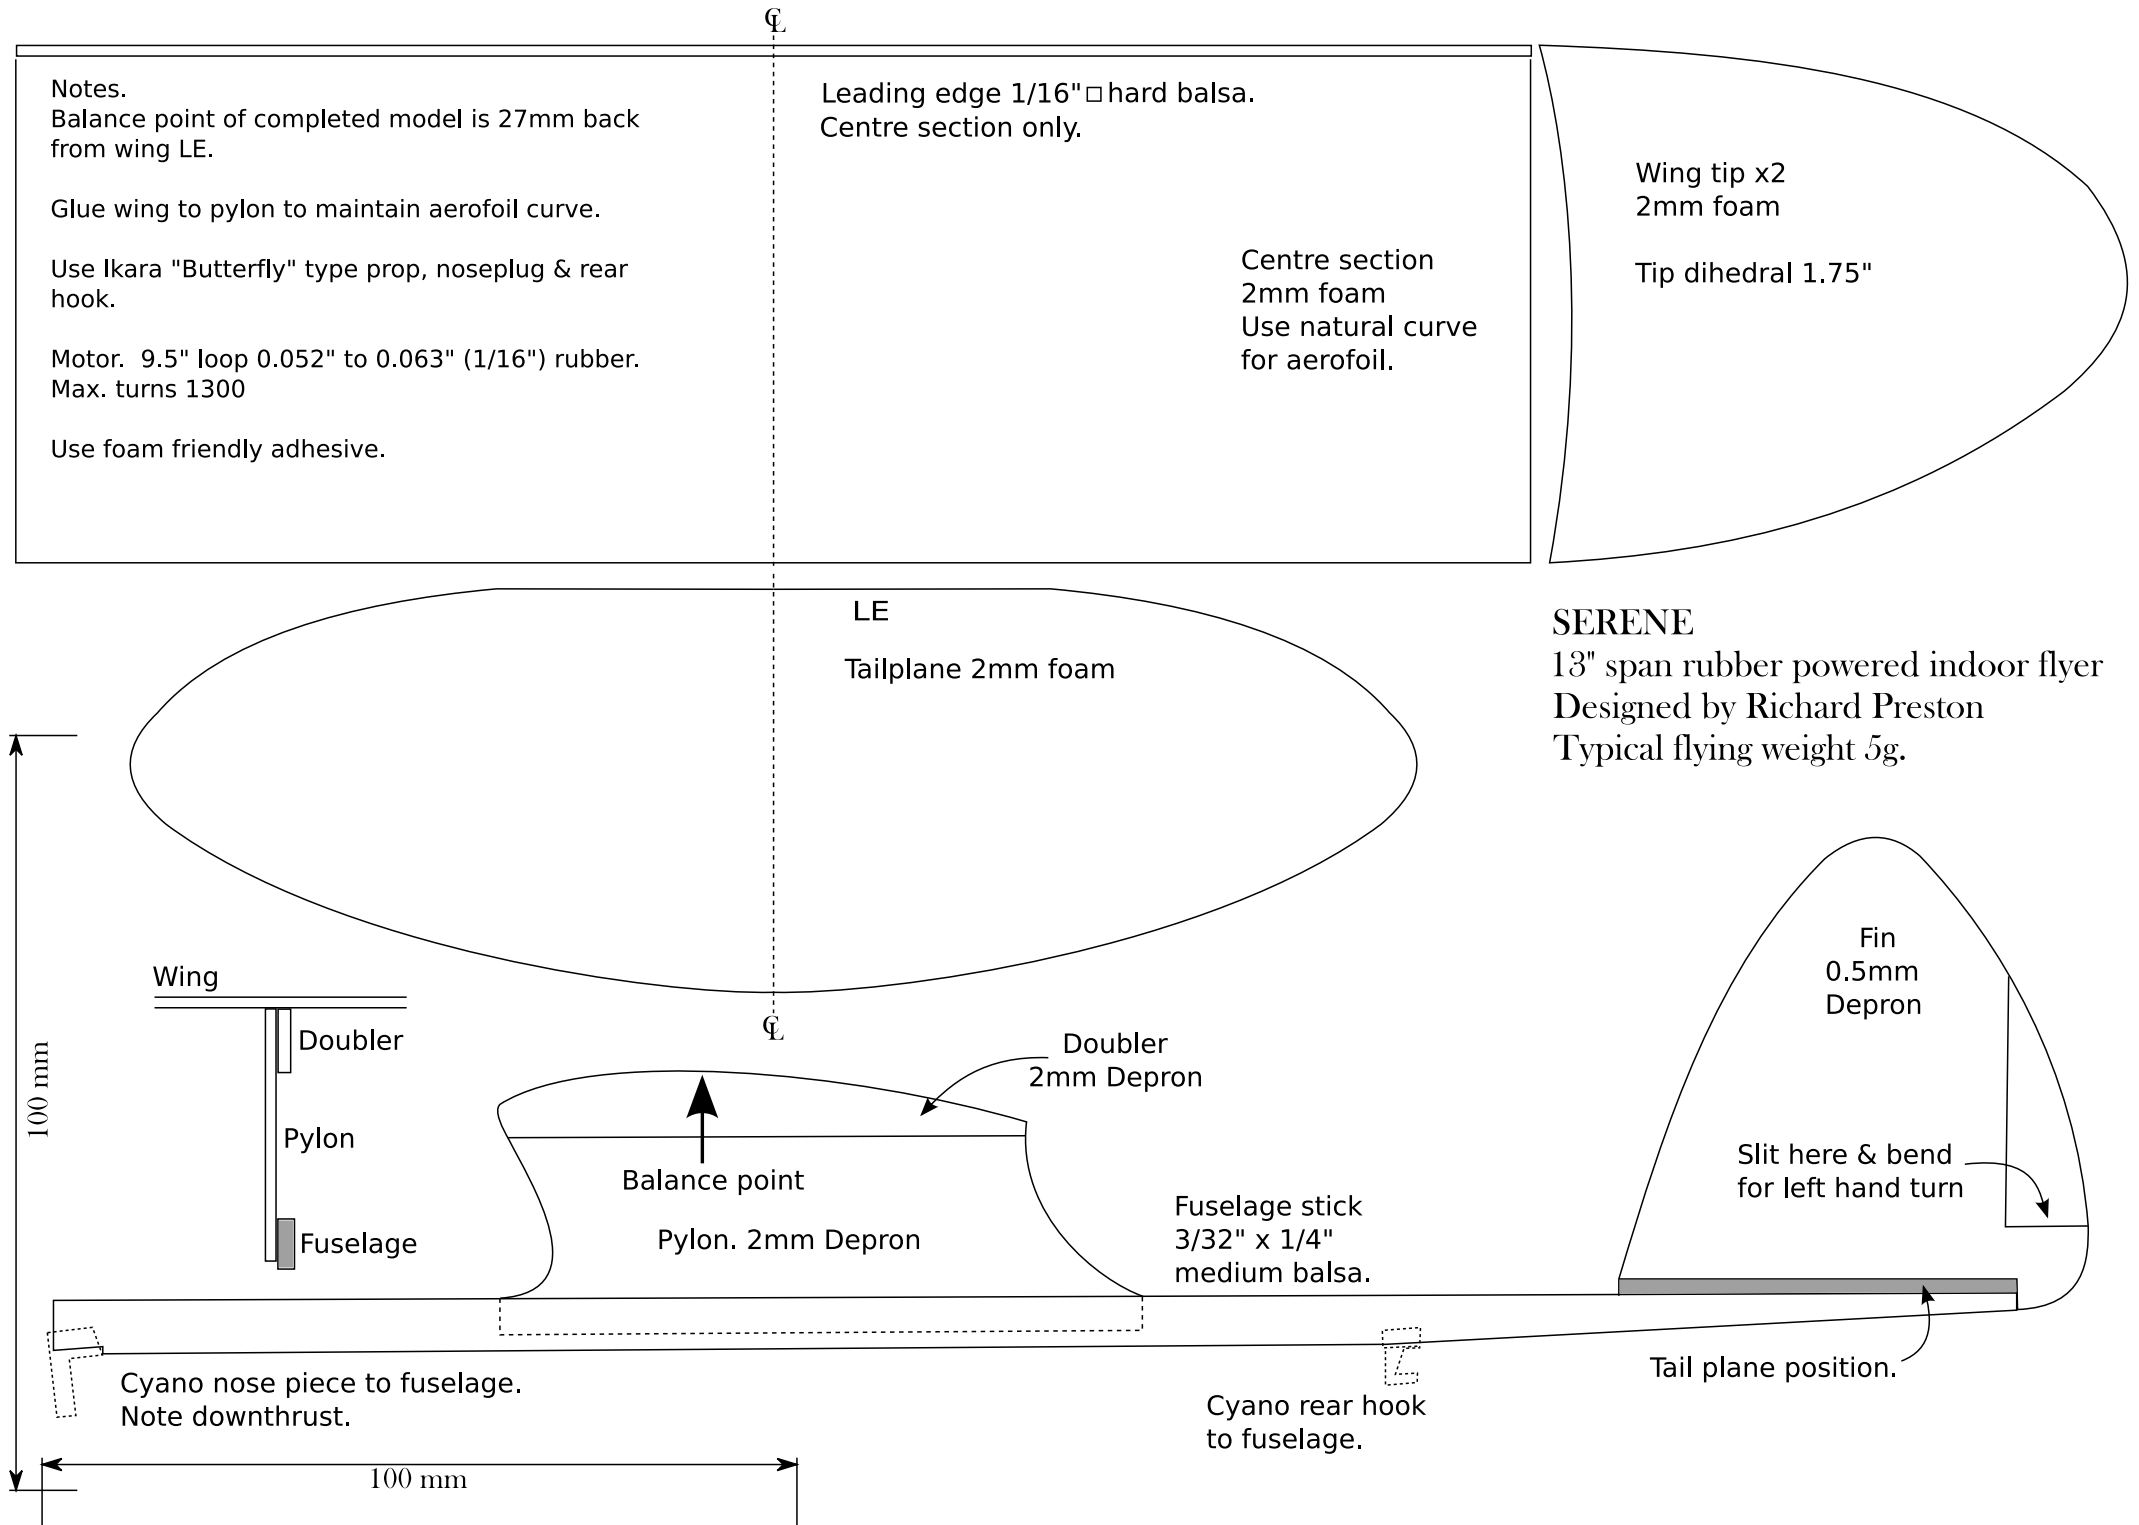 ℄
Notes.
Balance point of completed model is 27mm back
from wing LE.
Glue wing to pylon to maintain aerofoil curve.
Use Ikara "Butterfly" type prop, noseplug & rear
hook.
Motor.  9.5" loop 0.052" to 0.063" (1/16") rubber.
Max. turns 1300
Use foam friendly adhesive.
Leading edge 1/16"□hard balsa.
Centre section only.
Centre section
2mm foam
Use natural curve
for aerofoil.
Wing tip x2
2mm foam
Tip dihedral 1.75"
LE
Tailplane 2mm foam
SERENE
13" span rubber powered indoor flyer
Designed by Richard Preston
Typical flying weight 5g.
℄
Wing
Doubler
Pylon
Fuselage
100 mm
Doubler
2mm Depron
Balance point
Pylon. 2mm Depron
Fuselage stick
3/32" x 1/4"
medium balsa.
Fin
0.5mm
Depron
Slit here & bend
for left hand turn
Tail plane position.
Cyano nose piece to fuselage.
Note downthrust.
Cyano rear hook
to fuselage.
100 mm